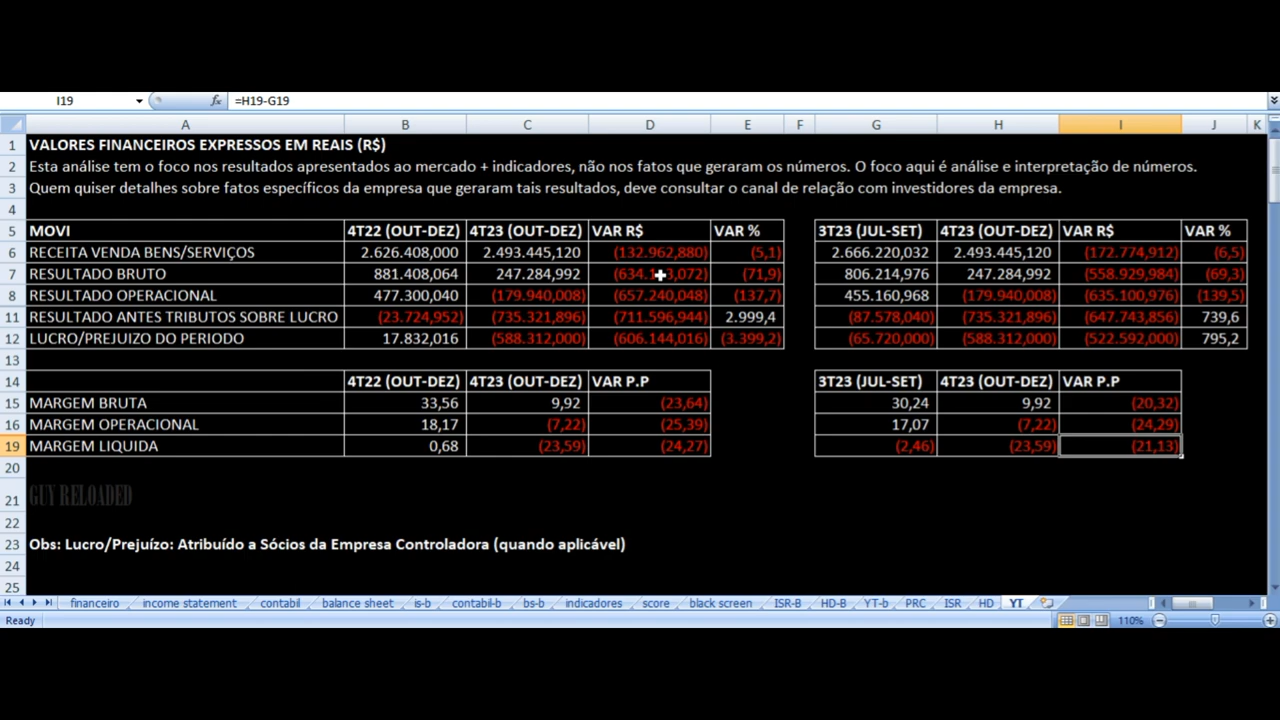 I19 fx =H19-G19
A B C D E F G H I J K
1 VALORES FINANCEIROS EXPRESSOS EM REAIS (R$)
2 Esta análise tem o foco nos resultados apresentados ao mercado + indicadores, não nos fatos que geraram os números. O foco aqui é análise e interpretação de números.
3 Quem quiser detalhes sobre fatos específicos da empresa que geraram tais resultados, deve consultar o canal de relação com investidores da empresa.
4
5 MOVI 4T22 (OUT-DEZ) 4T23 (OUT-DEZ) VAR R$ VAR % 3T23 (JUL-SET) 4T23 (OUT-DEZ) VAR R$ VAR %
6 RECEITA VENDA BENS/SERVIÇOS 2.626.408,000 2.493.445,120 (132.962,880) (5,1) 2.666.220,032 2.493.445,120 (172.774,912) (6,5)
7 RESULTADO BRUTO 881.408,064 247.284,992 (71,9) 806.214,976 247.284,992 (558.929,984) (69,3)
8 RESULTADO OPERACIONAL 477.300,040 (179.940,008) (657.240,048) (137,7) 455.160,968 (179.940,008) (635.100,976) (139,5)
11 RESULTADO ANTES TRIBUTOS SOBRE LUCRO (23.724,952) (735.321,896) (711.596,944) 2.999,4 (87.578,040) (735.321,896) (647.743,856) 739,6
12 LUCRO/PREJUIZO DO PERIODO 17.832,016 (588.312,000) (606.144,016) (3.399,2) (65.720,000) (588.312,000) (522.592,000) 795,2
13
14 4T22 (OUT-DEZ) 4T23 (OUT-DEZ) VAR P.P 3T23 (JUL-SET) 4T23 (OUT-DEZ) VAR P.P
15 MARGEM BRUTA 33,56 9,92 (23,64) 30,24 9,92 (20,32)
16 MARGEM OPERACIONAL 18,17 (7,22) (25,39) 17,07 (7,22) (24,29)
19 MARGEM LIQUIDA 0,68 (23,59) (24,27) (2,46) (23,59) (21,13)
20
21 GUY RELOADED
22
23 Obs: Lucro/Prejuízo: Atribuído a Sócios da Empresa Controladora (quando aplicável)
24
25
financeiro income statement contabil balance sheet is-b contabil-b bs-b indicadores score black screen ISR-B HD-B YT-b PRC ISR HD YT
Ready 110%